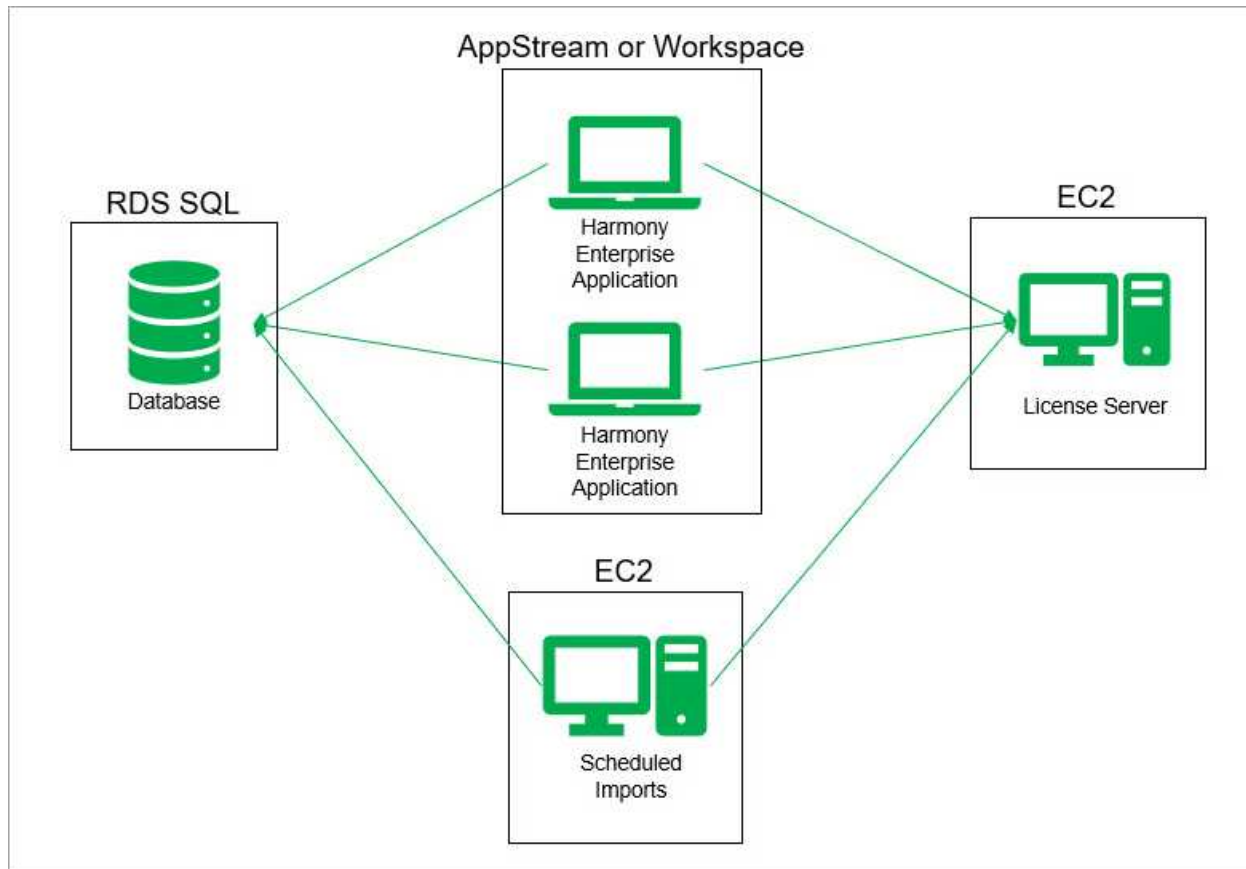 AppStream or Workspace
Harmony
Enterprise
Application
RDS SQL
Database
Harmony
Enterprise
Application
EC2
License Server
EC2
Scheduled
Imports